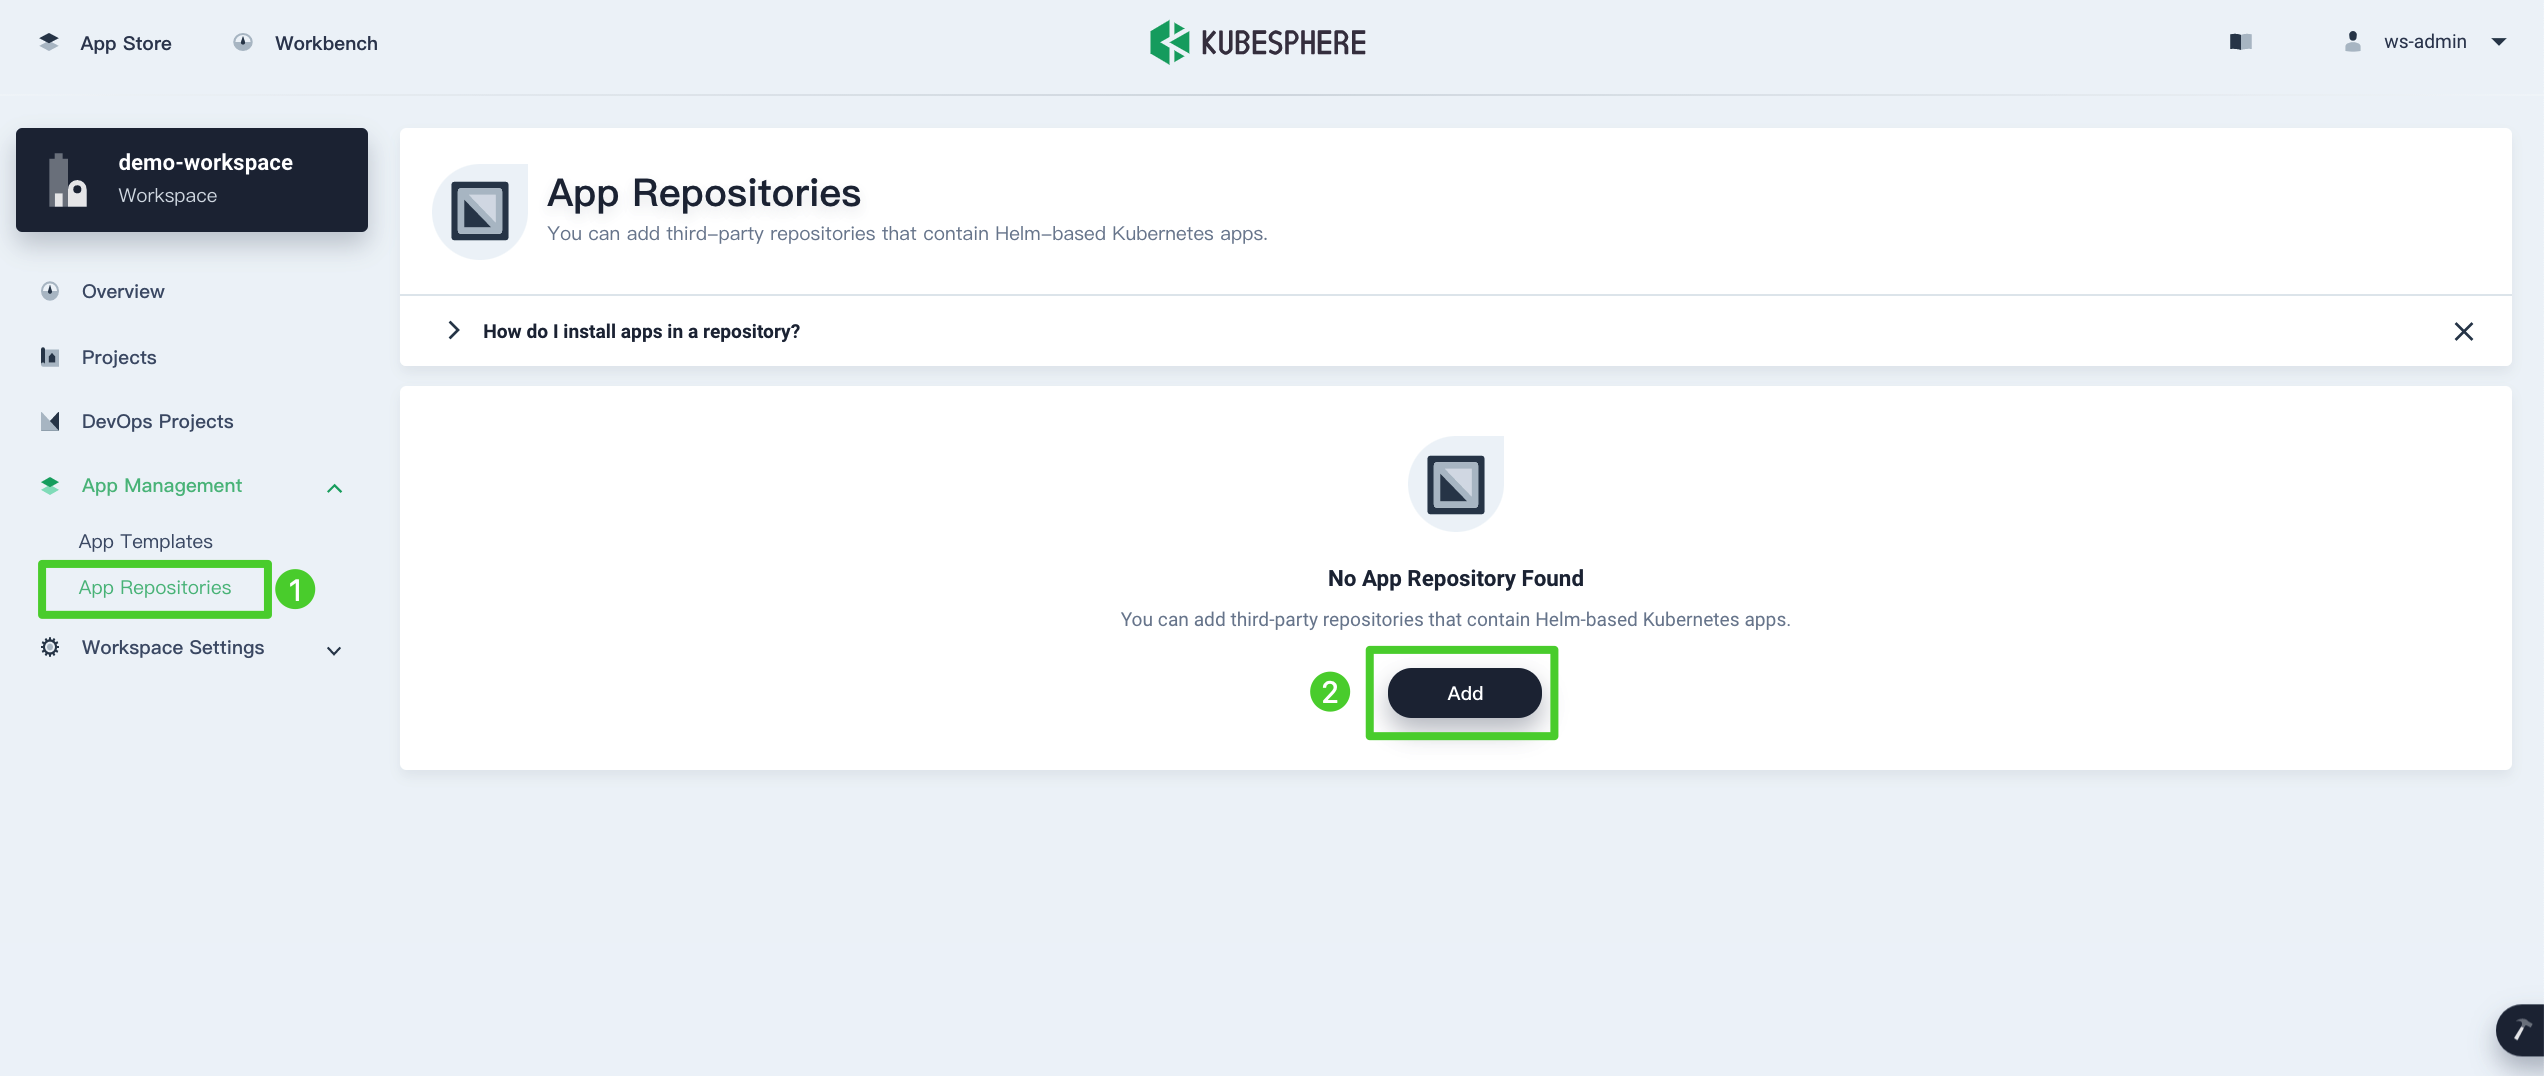 App Store
Workbench
KUBESPHERE
ws-admin
demo-workspace
Workspace
Overview
Projects
DevOps Projects
App Management
App Templates
App Repositories
1
Workspace Settings
App Repositories
You can add third-party repositories that contain Helm-based Kubernetes apps.
How do I install apps in a repository?
No App Repository Found
You can add third-party repositories that contain Helm-based Kubernetes apps.
2
Add